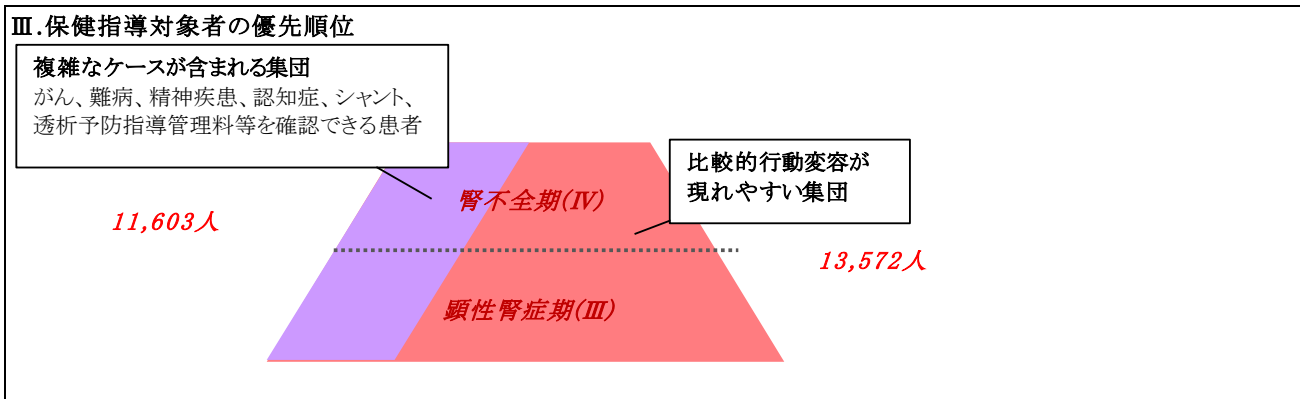 Ⅲ.保健指導対象者の優先順位
複雑なケースが含まれる集団
がん、難病、精神疾患、認知症、シャント、
透析予防指導管理料等を確認できる患者
比較的行動変容が
現れやすい集団
腎不全期(Ⅳ)
11,603人
13,572人
顕性腎症期(Ⅲ)